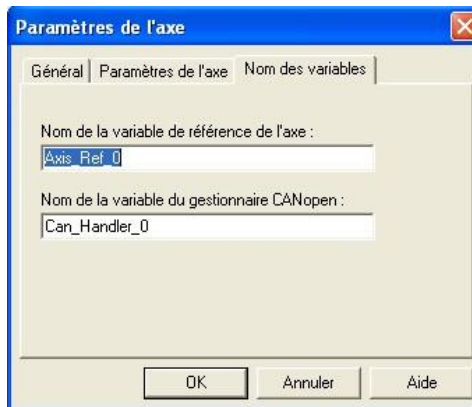 Paramètres de l'axe
Général Paramètres de l'axe Nom des variables
Nom de la variable de référence de l'axe :
Axis_Ref_0
Nom de la variable du gestionnaire CANopen :
Can_Handler_0
OK Annuler Aide